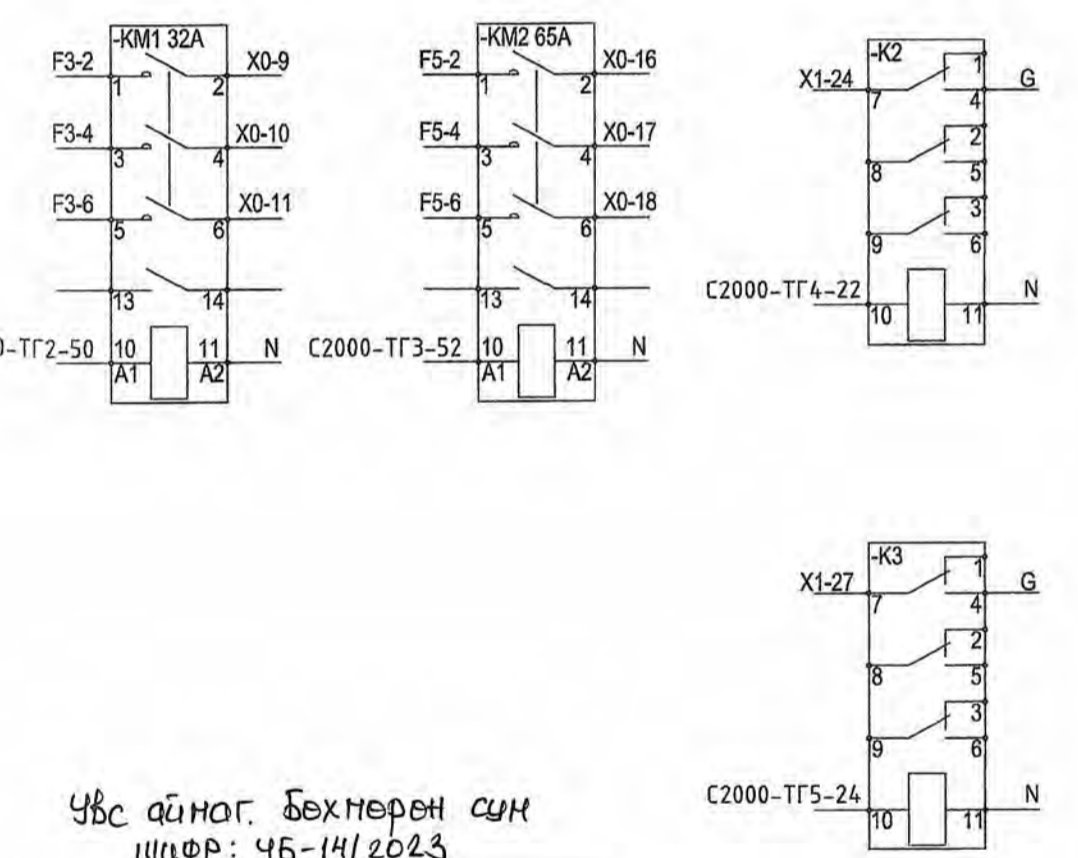 -KM1 32A
F3-2 1 2 X0-9
F3-4 3 4 X0-10
F3-6 5 6 X0-11
13 14
0-ТГ2-50 10 11 N
A1 A2
-KM2 65A
F5-2 1 2 X0-16
F5-4 3 4 X0-17
F5-6 5 6 X0-18
13 14
С2000-ТГ3-52 10 11 N
A1 A2
-K2
X1-24 7 1 4 G
8 2 5
9 3 6
С2000-ТГ4-22 10 11 N
-K3
X1-27 7 1 4 G
8 2 5
9 3 6
С2000-ТГ5-24 10 11 N
Увс аймаг. Бөхмөрөн сум
шифр: УБ-14/2023